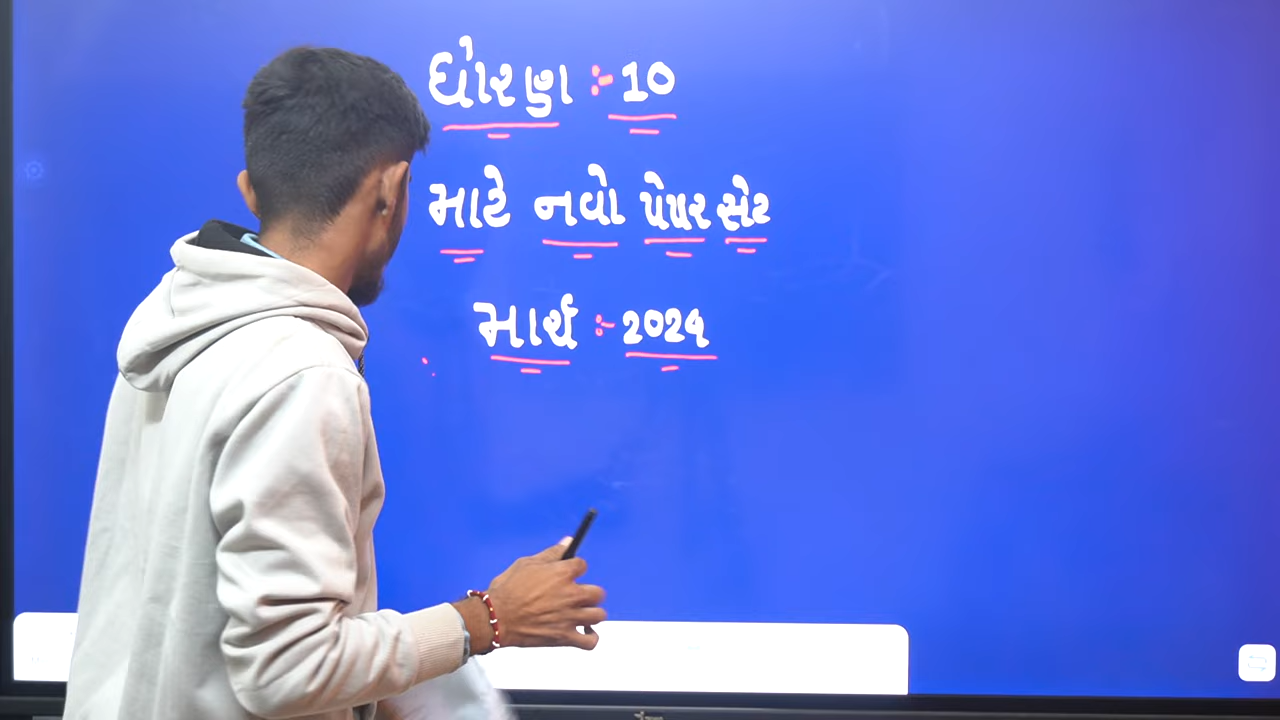 ધોરણ :- 10
માટે નવો પેપર સેટ
માર્ચ :- 2024